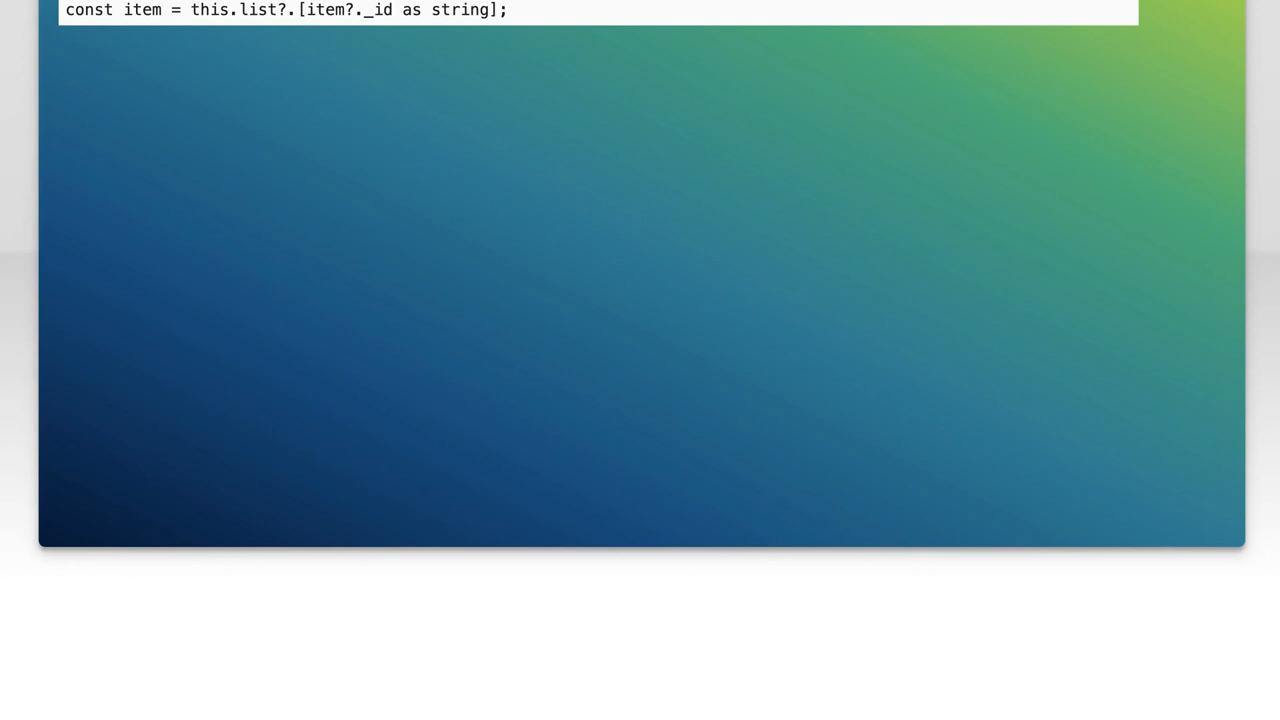 const item = this.list?.[item?._id as string];